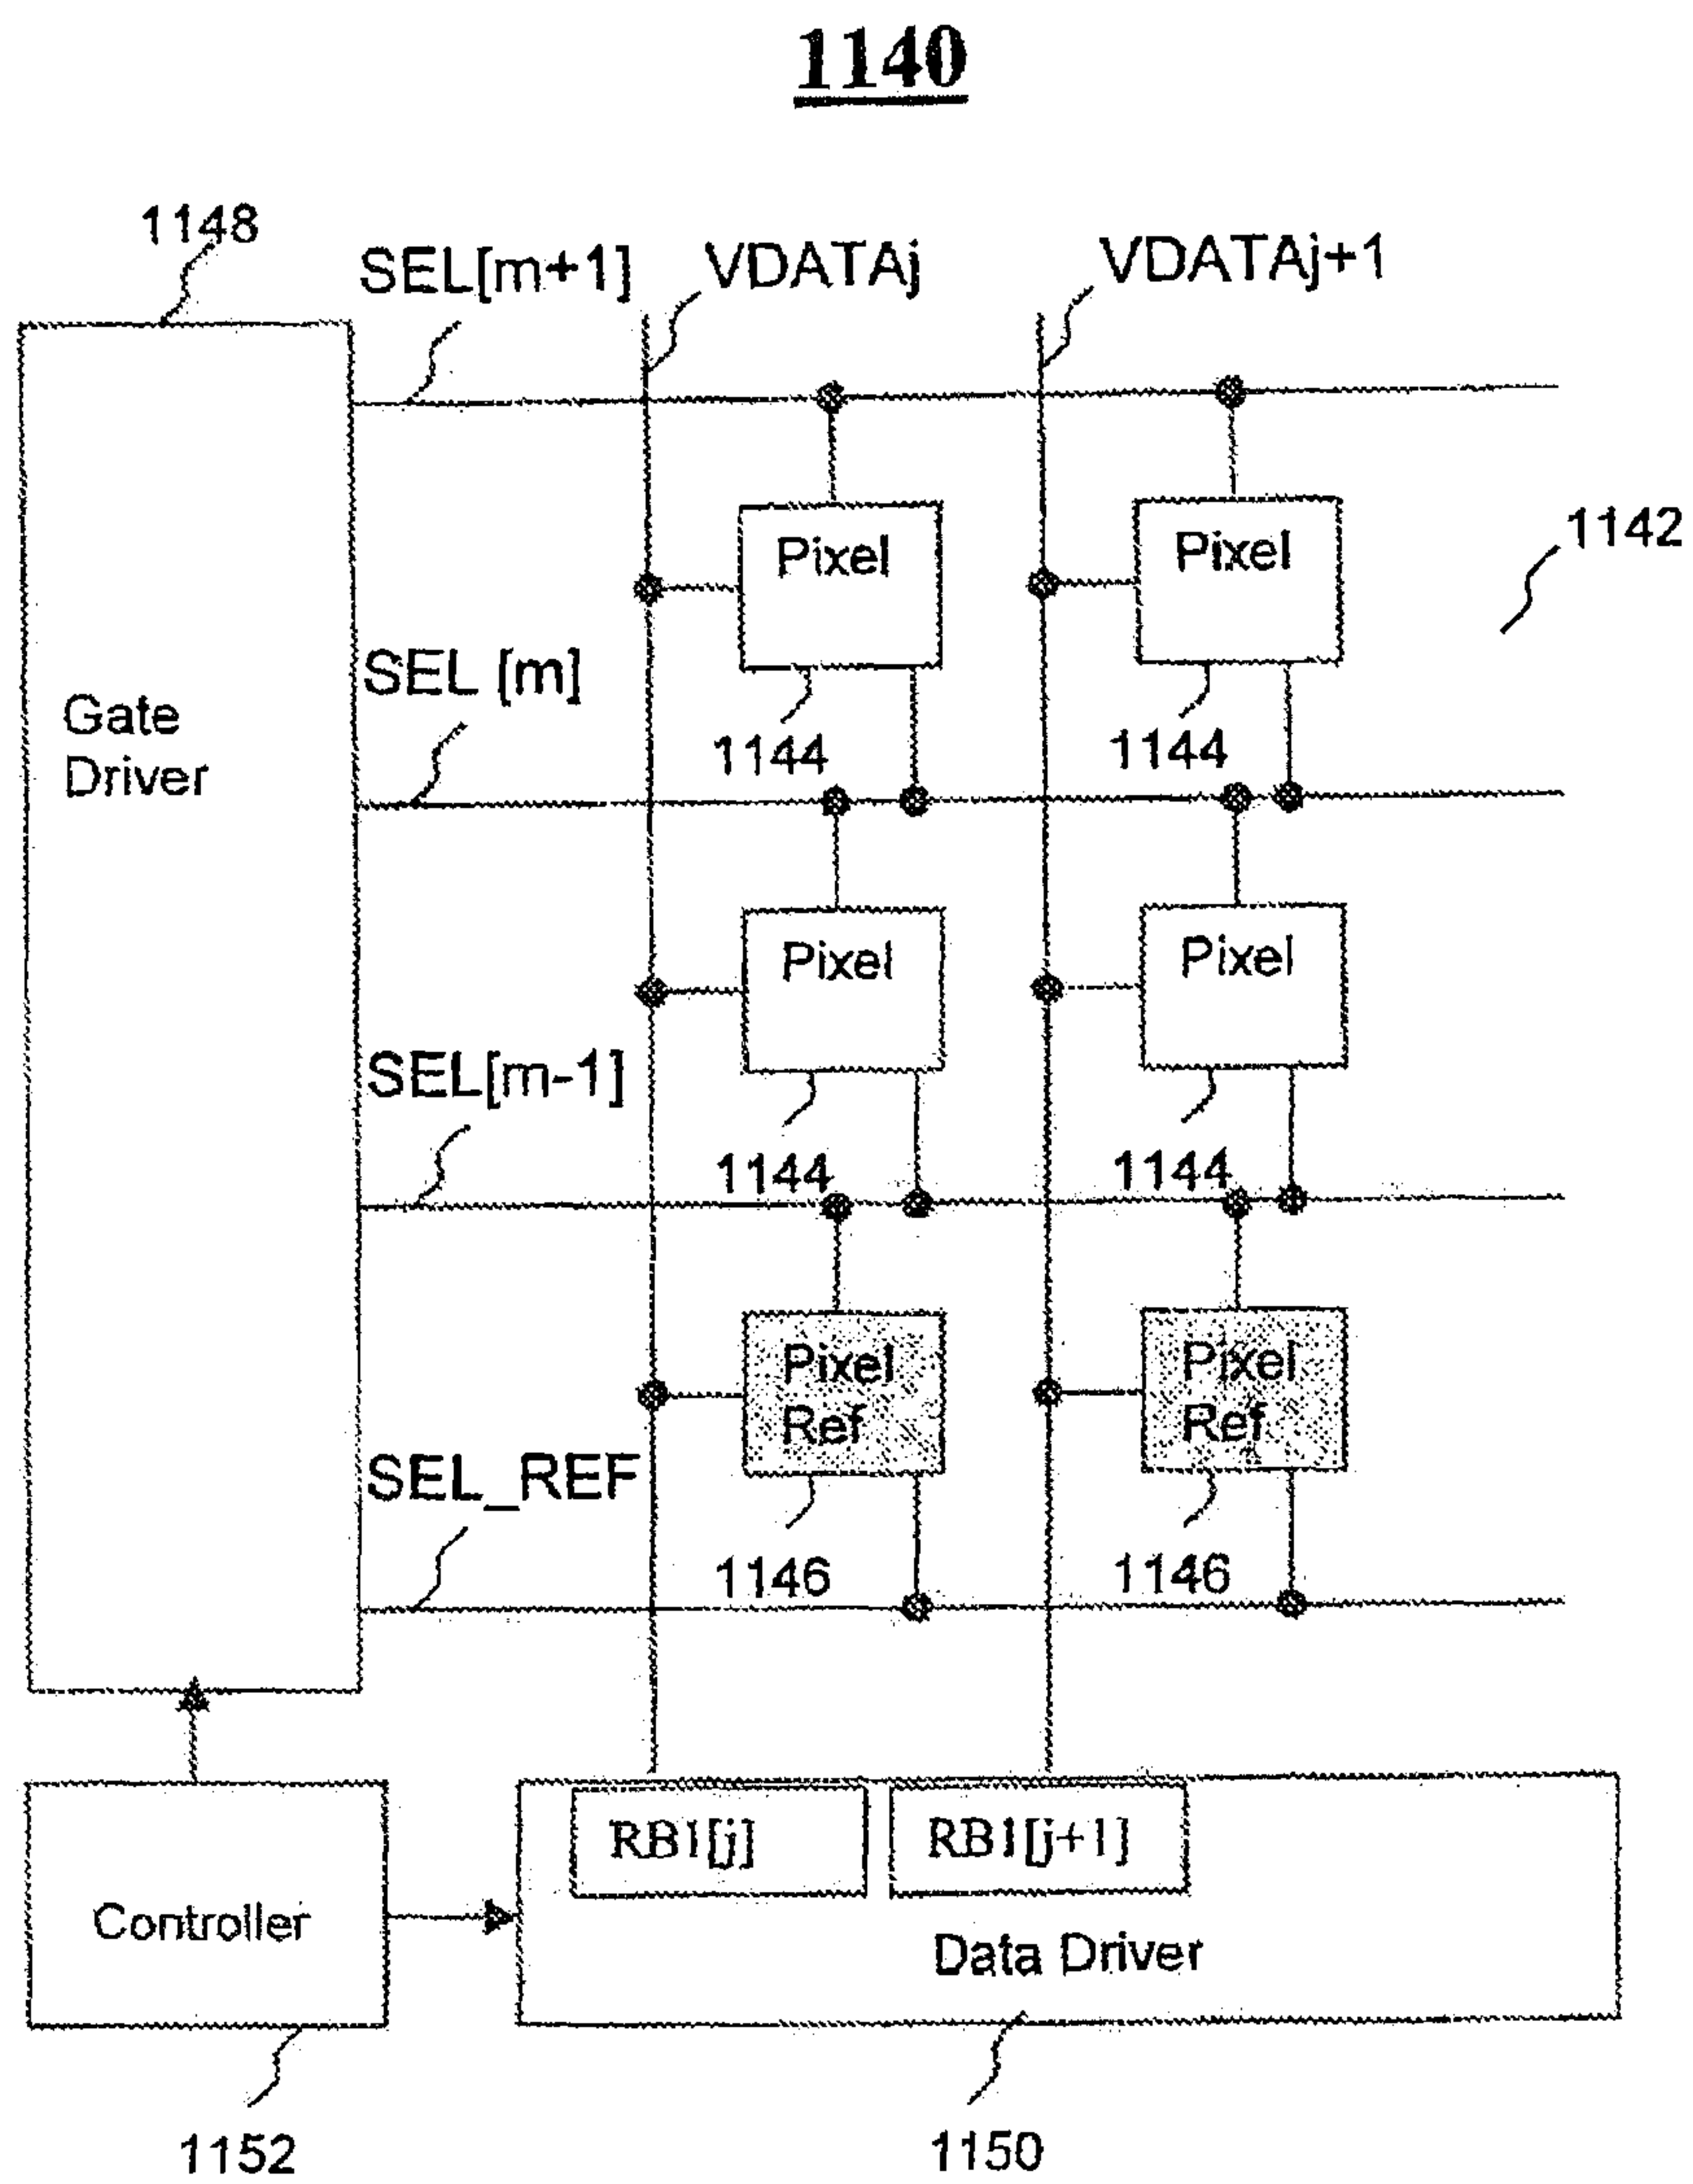 1140
1148
SEL[m+1]
VDATAj
VDATAj+1
Pixel
Pixel
1142
SEL [m]
Gate
Driver
1144
1144
Pixel
Pixel
SEL[m-1]
1144
1144
Pixel
Ref
Pixel
Ref
SEL_REF
1146
1146
RB1[j]
RB1[j+1]
Controller
Data Driver
1152
1150